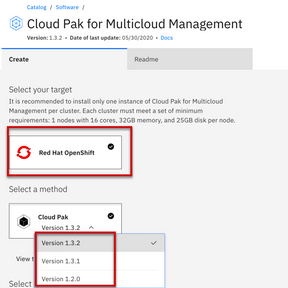 Catalog / Software /
Cloud Pak for Multicloud Management
Version: 1.3.2 • Date of last update: 05/30/2020 • Docs
Create
Readme
Select your target
It is recommended to install only one instance of Cloud Pak for Multicloud
Management per cluster. Each cluster must meet a set of minimum
requirements: 1 nodes with 16 cores, 32GB memory, and 25GB disk per node.
Red Hat OpenShift
Select a method
Cloud Pak
Version 1.3.2
Version 1.3.2
Version 1.3.1
Version 1.2.0
View
Select